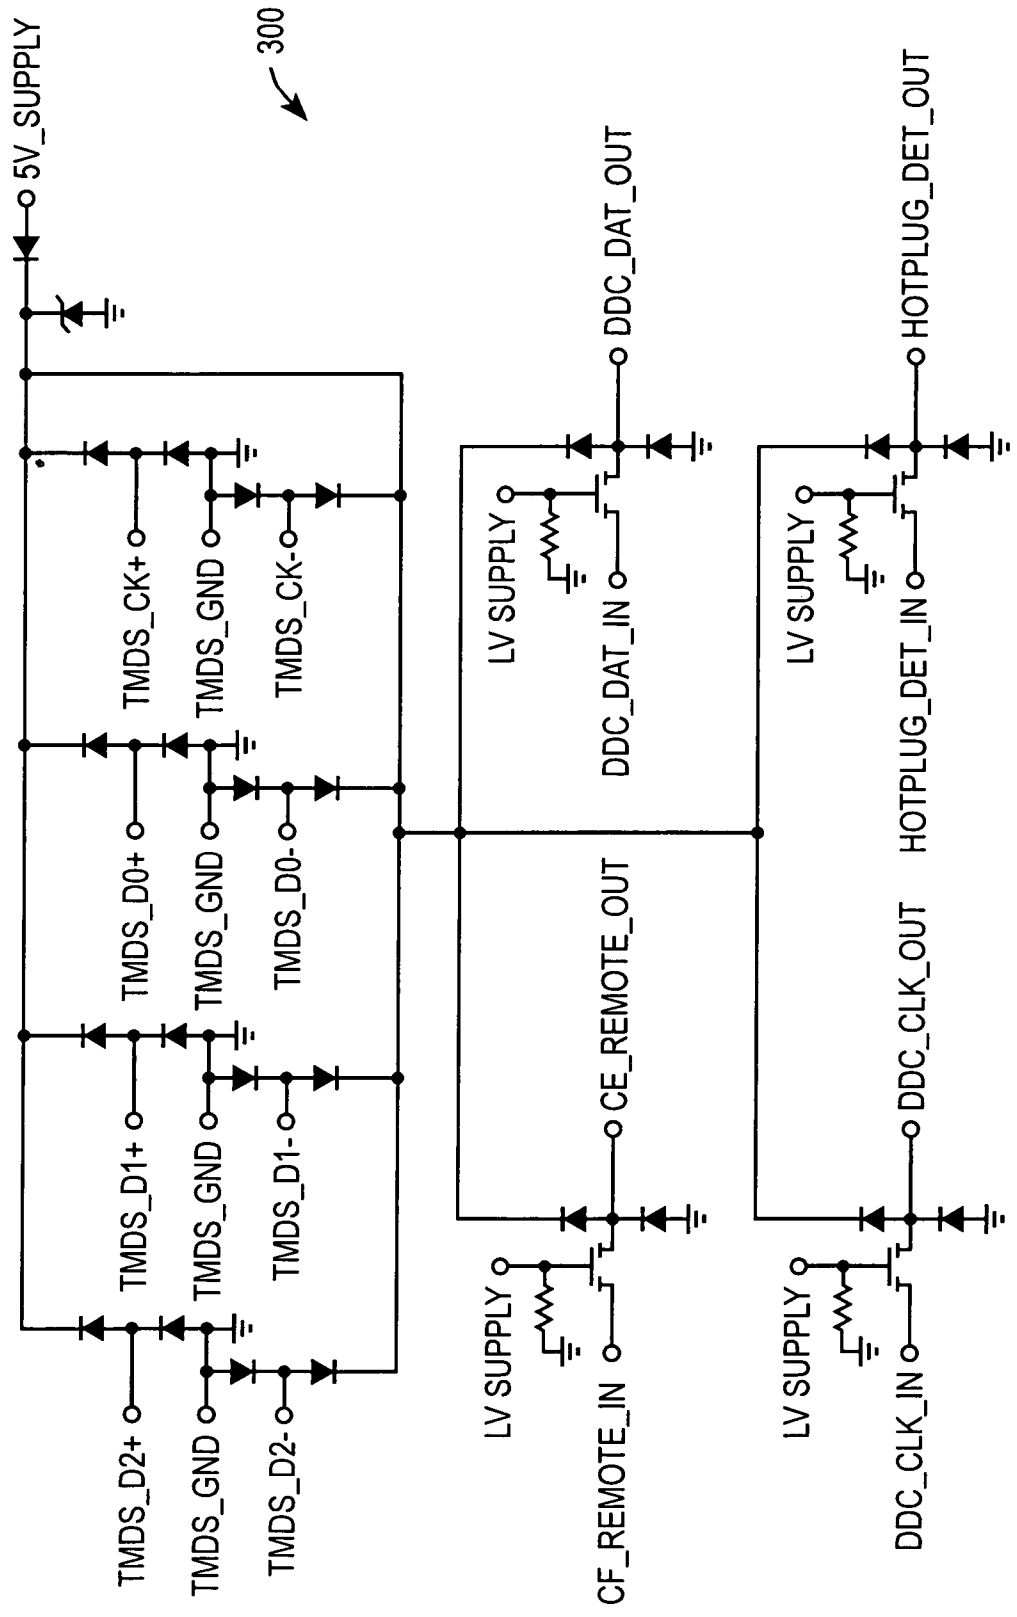 5V_SUPPLY
300
TMDS_D2+
TMDS_GND
TMDS_D2-
TMDS_D1+
TMDS_GND
TMDS_D1-
TMDS_D0+
TMDS_GND
TMDS_D0-
TMDS_CK+
TMDS_GND
TMDS_CK-
LV SUPPLY
CF_REMOTE_IN
CE_REMOTE_OUT
LV SUPPLY
DDC_DAT_IN
DDC_DAT_OUT
LV SUPPLY
DDC_CLK_IN
DDC_CLK_OUT
LV SUPPLY
HOTPLUG_DET_IN
HOTPLUG_DET_OUT